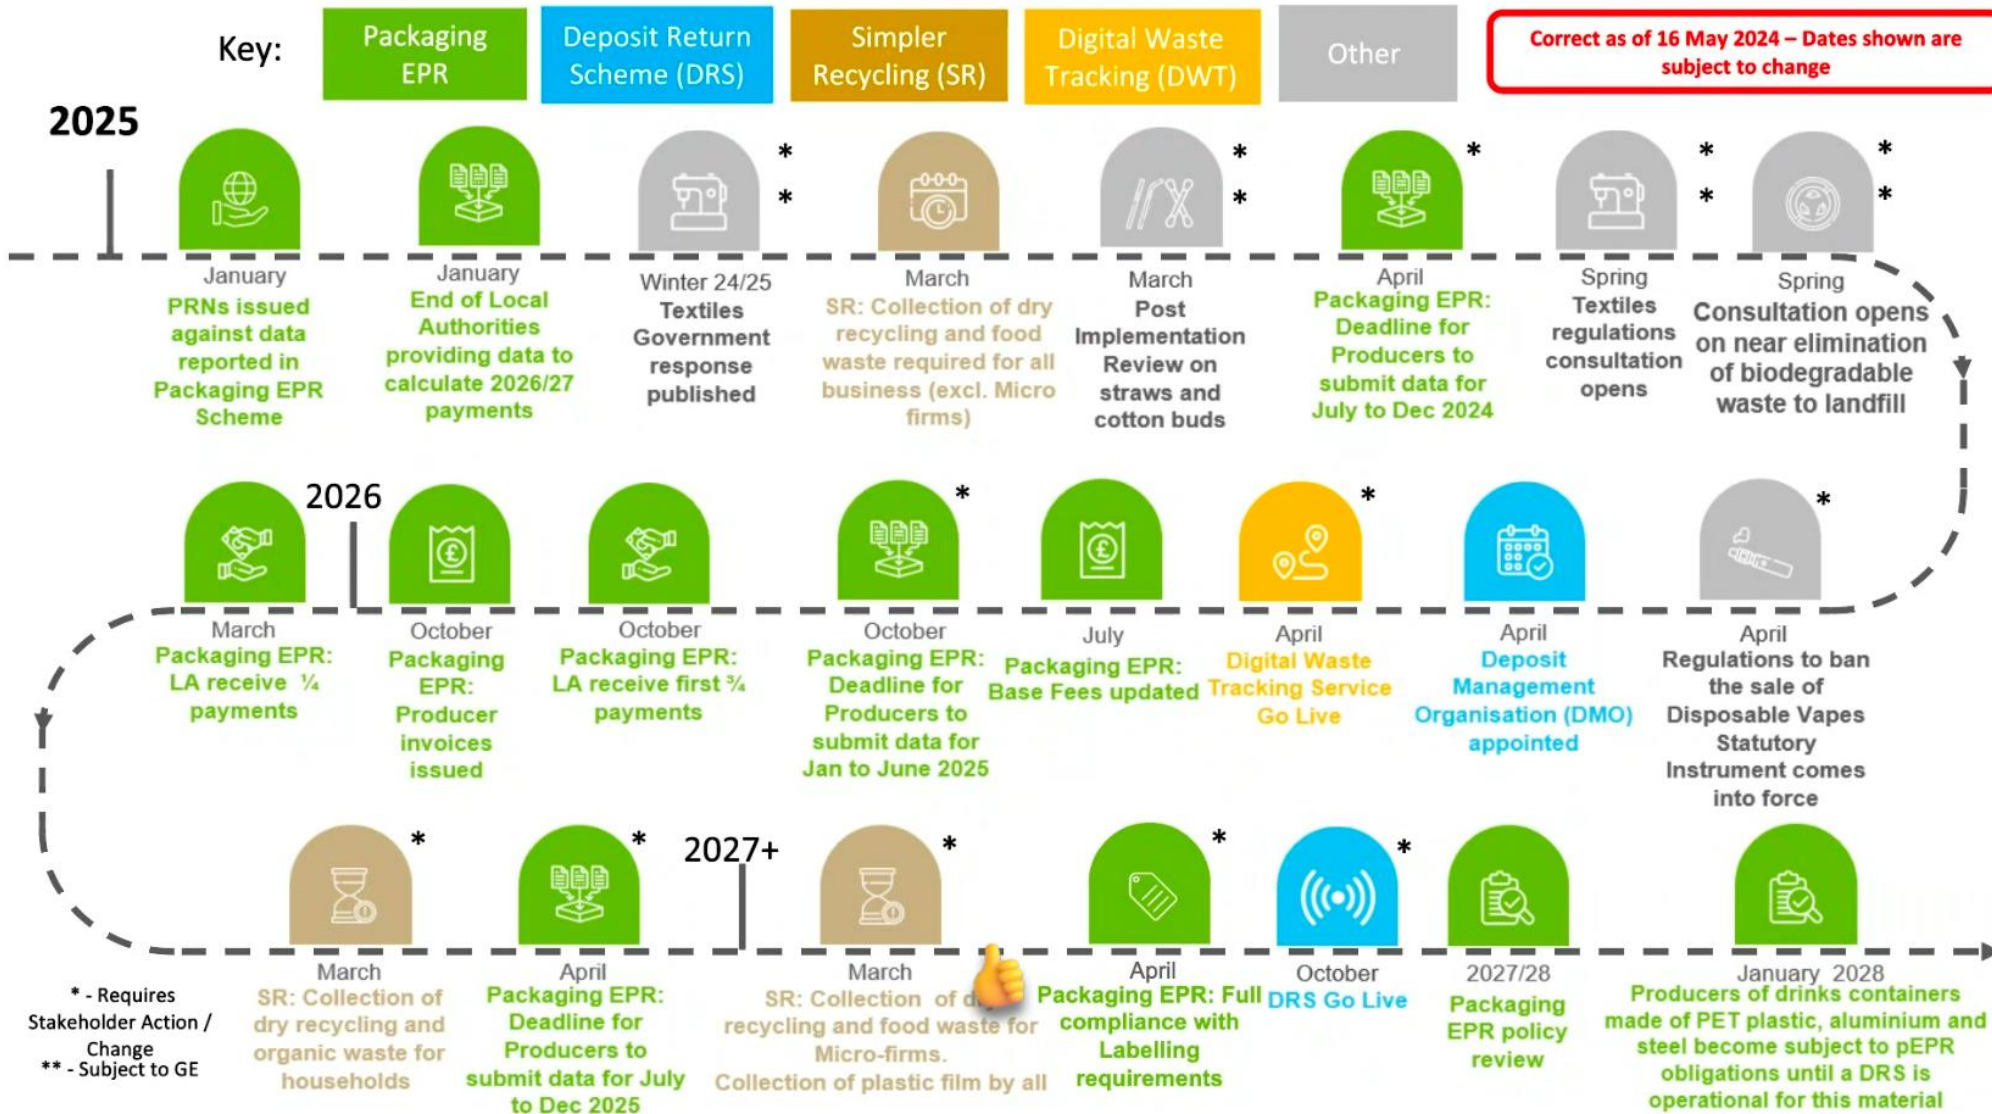 Key:
Packaging
EPR
Deposit Return
Scheme (DRS)
Simpler
Recycling (SR)
Digital Waste
Tracking (DWT)
Other
Correct as of 16 May 2024 – Dates shown are
subject to change
2025
*
*
*
*
*
*
*
*
*
January
PRNs issued
against data
reported in
Packaging EPR
Scheme
January
End of Local
Authorities
providing data to
calculate 2026/27
payments
Winter 24/25
Textiles
Government
response
published
March
SR: Collection of dry
recycling and food
waste required for all
business (excl. Micro
firms)
March
Post
Implementation
Review on
straws and
cotton buds
April
Packaging EPR:
Deadline for
Producers to
submit data for
July to Dec 2024
Spring
Textiles
regulations
consultation
opens
Spring
Consultation opens
on near elimination
of biodegradable
waste to landfill
2026
*
*
*
March
Packaging EPR:
LA receive ¼
payments
£
October
Packaging
EPR:
Producer
invoices
issued
October
Packaging EPR:
LA receive first ¾
payments
October
Packaging EPR:
Deadline for
Producers to
submit data for
Jan to June 2025
£
July
Packaging EPR:
Base Fees updated
April
Digital Waste
Tracking Service
Go Live
April
Deposit
Management
Organisation (DMO)
appointed
April
Regulations to ban
the sale of
Disposable Vapes
Statutory
Instrument comes
into force
2027+
*
*
*
*
*
March
SR: Collection of
dry recycling and
organic waste for
households
April
Packaging EPR:
Deadline for
Producers to
submit data for July
to Dec 2025
March
SR: Collection of
recycling and food waste for
Micro-firms.
Collection of plastic film by all
April
Packaging EPR: Full
compliance with
Labelling
requirements
October
DRS Go Live
2027/28
Packaging
EPR policy
review
January 2028
Producers of drinks containers
made of PET plastic, aluminium and
steel become subject to pEPR
obligations until a DRS is
operational for this material
* - Requires
Stakeholder Action /
Change
** - Subject to GE